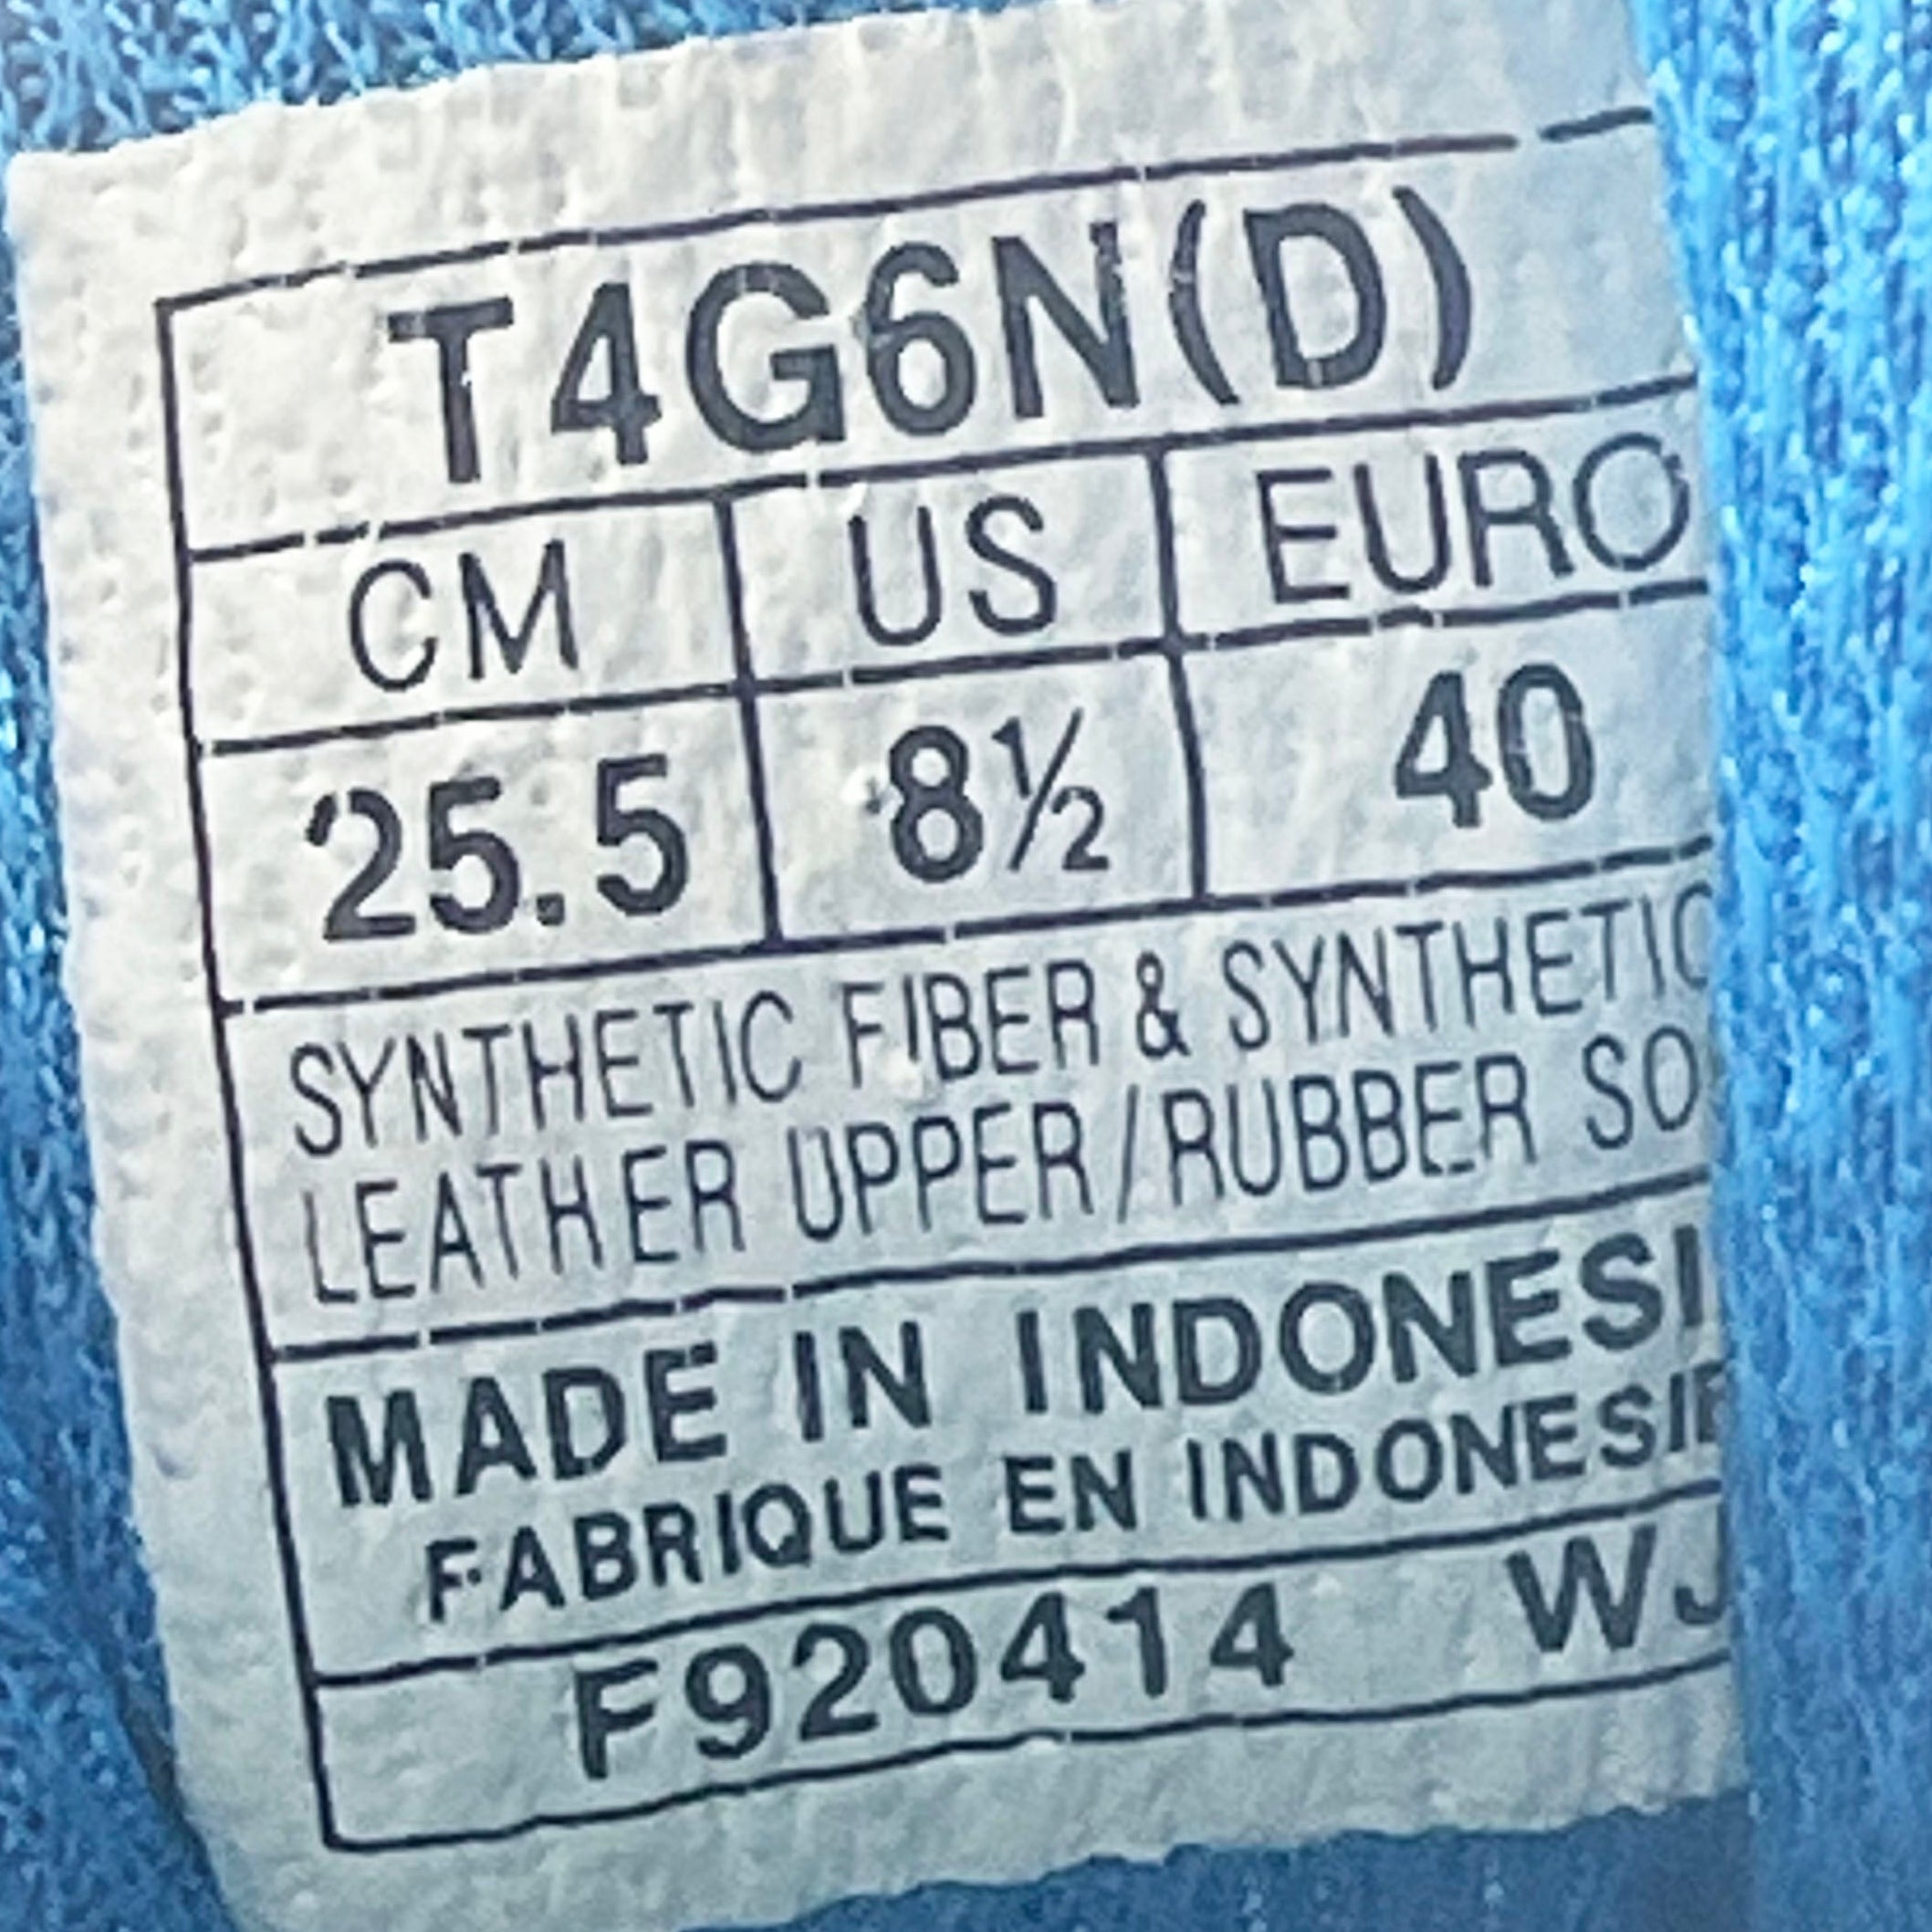 T4G6N(D)
CM US EURO
25.5 8½ 40
SYNTHETIC FIBER & SYNTHETIC
LEATHER UPPER/RUBBER SO
MADE IN INDONESI
FABRIQUE EN INDONESIE
F920414 WJ